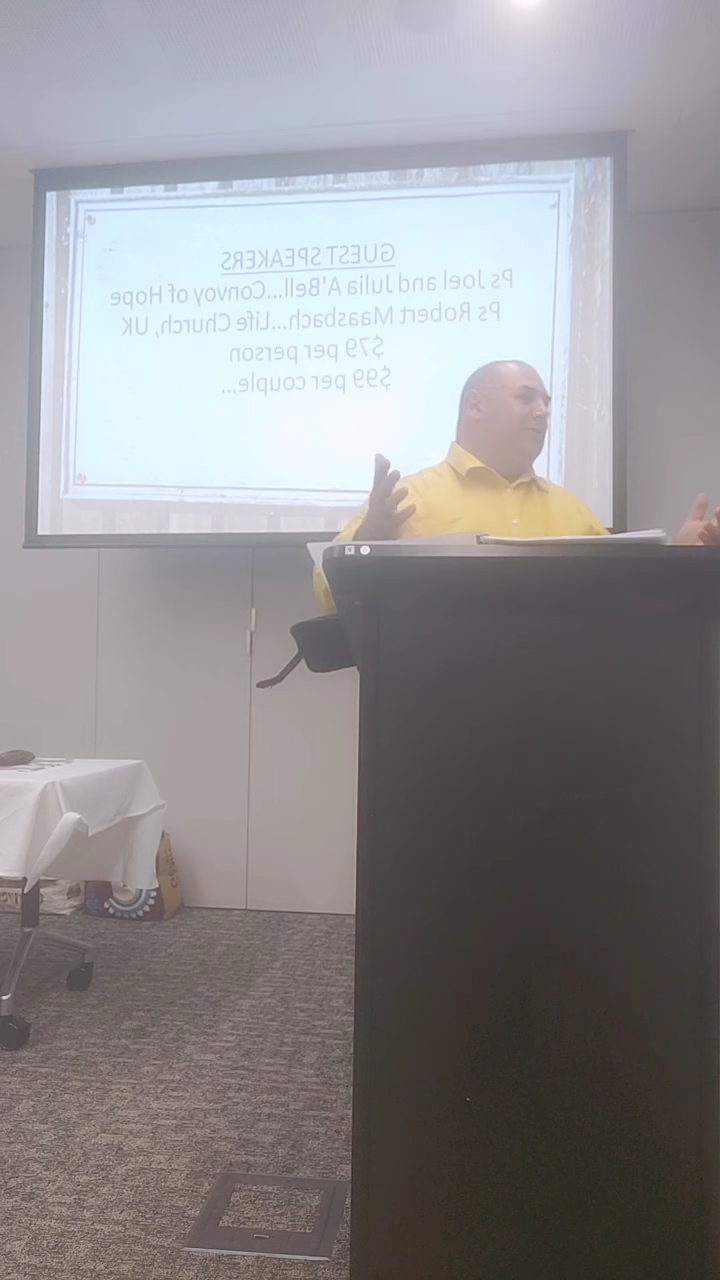 GUEST SPEAKERS
Ps Joel and Julia A'Bell...Convoy of Hope
Ps Robert Maasbach...Life Church, UK
$79 per person
$99 per couple...